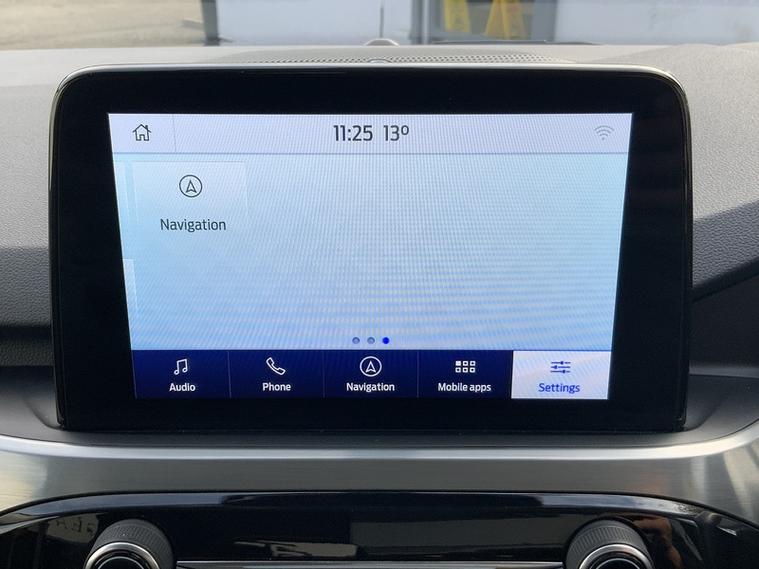 11:25 13º
Navigation
Audio
Phone
Navigation
Mobile apps
Settings